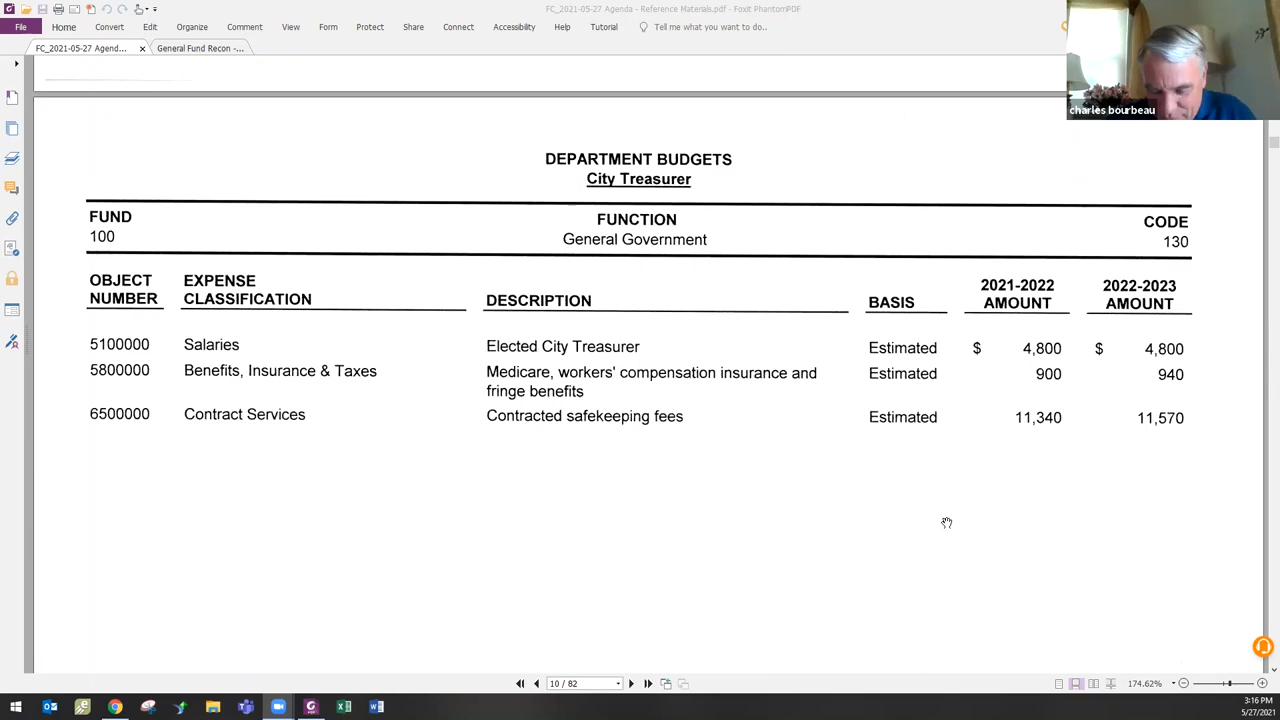 FC_2021-05-27 Agenda - Reference Materials.pdf - Foxit PhantomPDF
File Home Convert Edit Organize Comment View Form Protect Share Connect Accessibility Help Tutorial Tell me what you want to do..
FC_2021-05-27 Agend... × General Fund Recon -...
charles bourbeau
DEPARTMENT BUDGETS
City Treasurer
FUND FUNCTION CODE
100 General Government 130
OBJECT NUMBER EXPENSE CLASSIFICATION DESCRIPTION BASIS 2021-2022 AMOUNT 2022-2023 AMOUNT
5100000 Salaries Elected City Treasurer Estimated $ 4,800 $ 4,800
5800000 Benefits, Insurance & Taxes Medicare, workers' compensation insurance and Estimated 900 940
fringe benefits
6500000 Contract Services Contracted safekeeping fees Estimated 11,340 11,570
10 / 82 174.62%
3:16 PM
5/27/2021